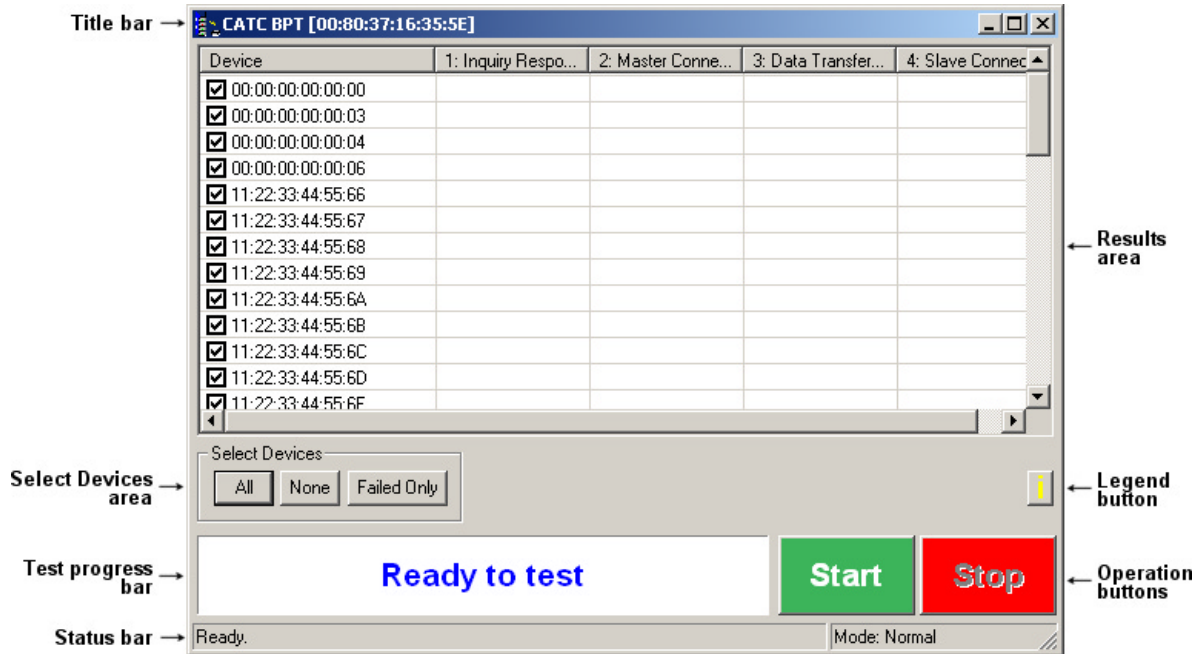 Title bar
CATC BPT [00:80:37:16:35:5E]
Device 1: Inquiry Respo... 2: Master Conne... 3: Data Transfer... 4: Slave Connec
00:00:00:00:00:00
00:00:00:00:00:03
00:00:00:00:00:04
00:00:00:00:00:06
11:22:33:44:55:66
11:22:33:44:55:67
11:22:33:44:55:68
11:22:33:44:55:69
11:22:33:44:55:6A
11:22:33:44:55:6B
11:22:33:44:55:6C
11:22:33:44:55:6D
Results
area
Select Devices
Select Devices
area
All None Failed Only
Legend
button
Test progress
bar
Ready to test
Start
Stop
Operation
buttons
Status bar
Ready.
Mode: Normal